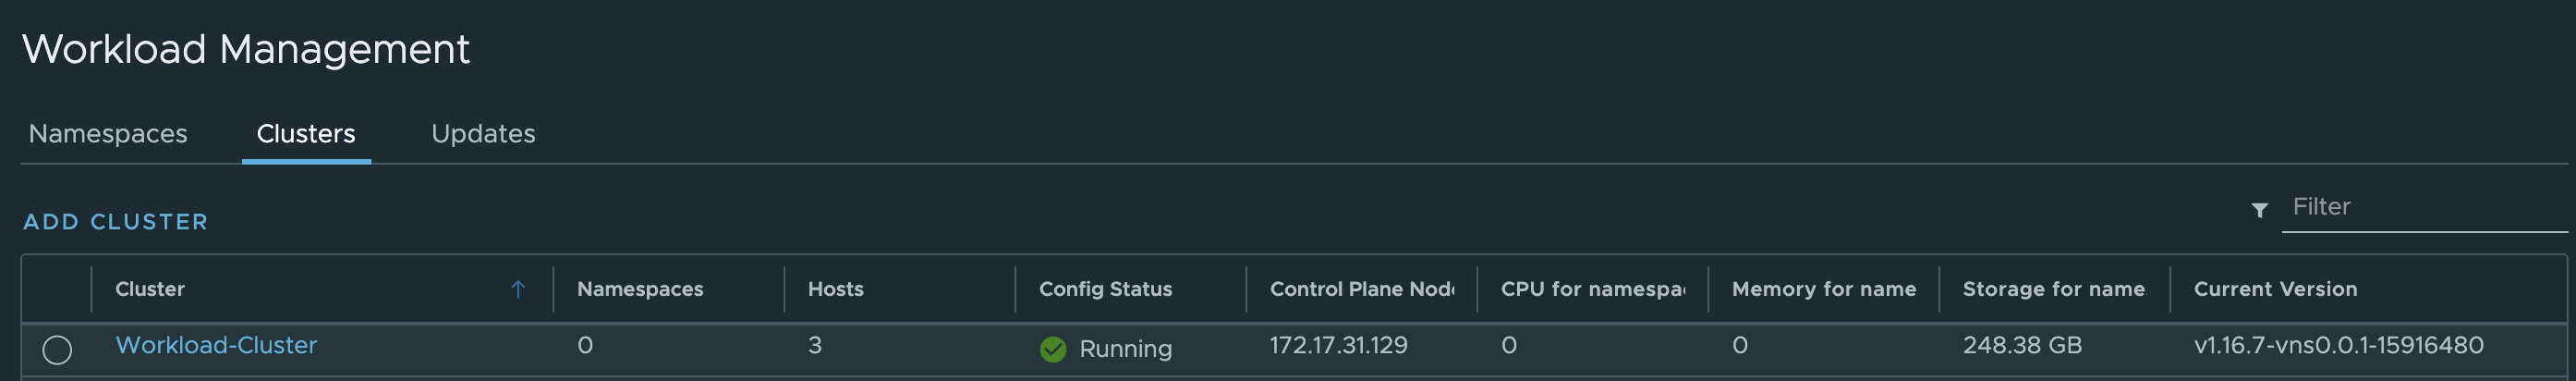 Workload Management
Namespaces Clusters Updates
ADD CLUSTER Filter
Cluster Namespaces Hosts Config Status Control Plane Node CPU for namespa Memory for name Storage for name Current Version
Workload-Cluster 0 3 Running 172.17.31.129 0 0 248.38 GB v1.16.7-vns0.0.1-15916480